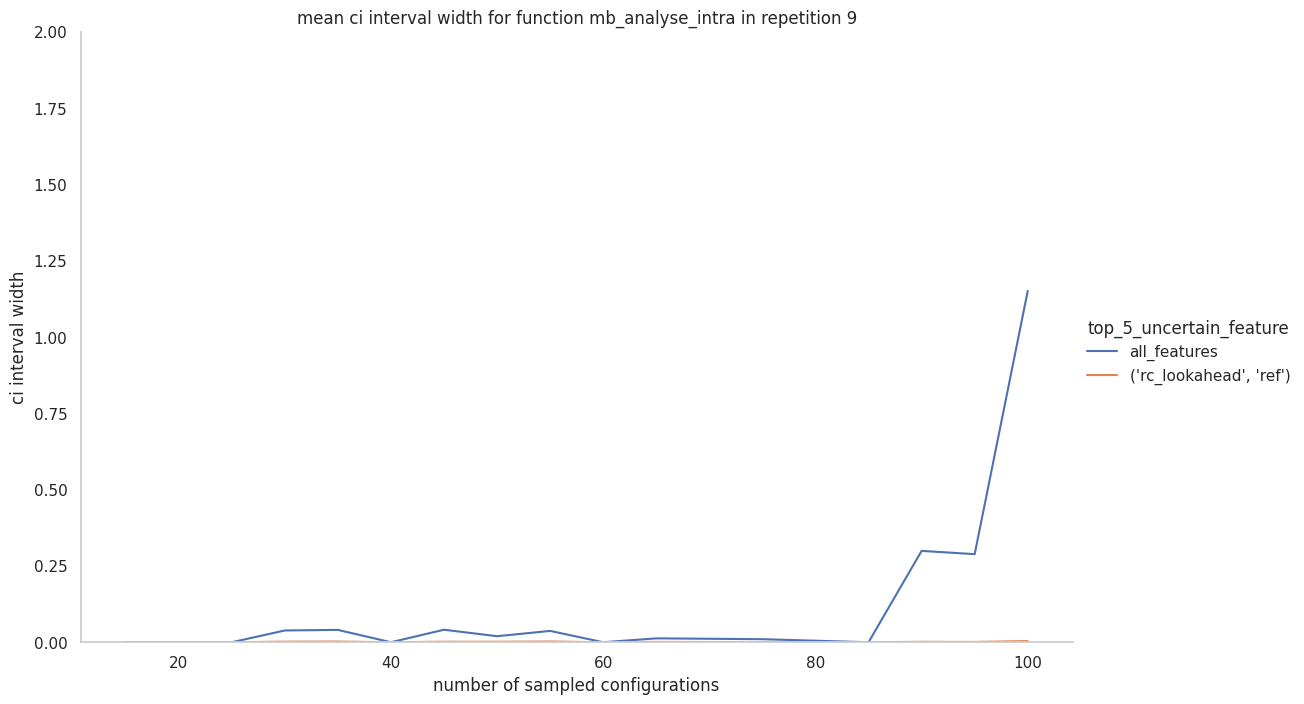 mean ci interval width for function mb_analyse_intra in repetition 9
2.00
1.75
1.50
1.25
1.00
0.75
0.50
0.25
0.00
ci interval width
20
40
60
80
100
number of sampled configurations
top_5_uncertain_feature
all_features
('rc_lookahead', 'ref')